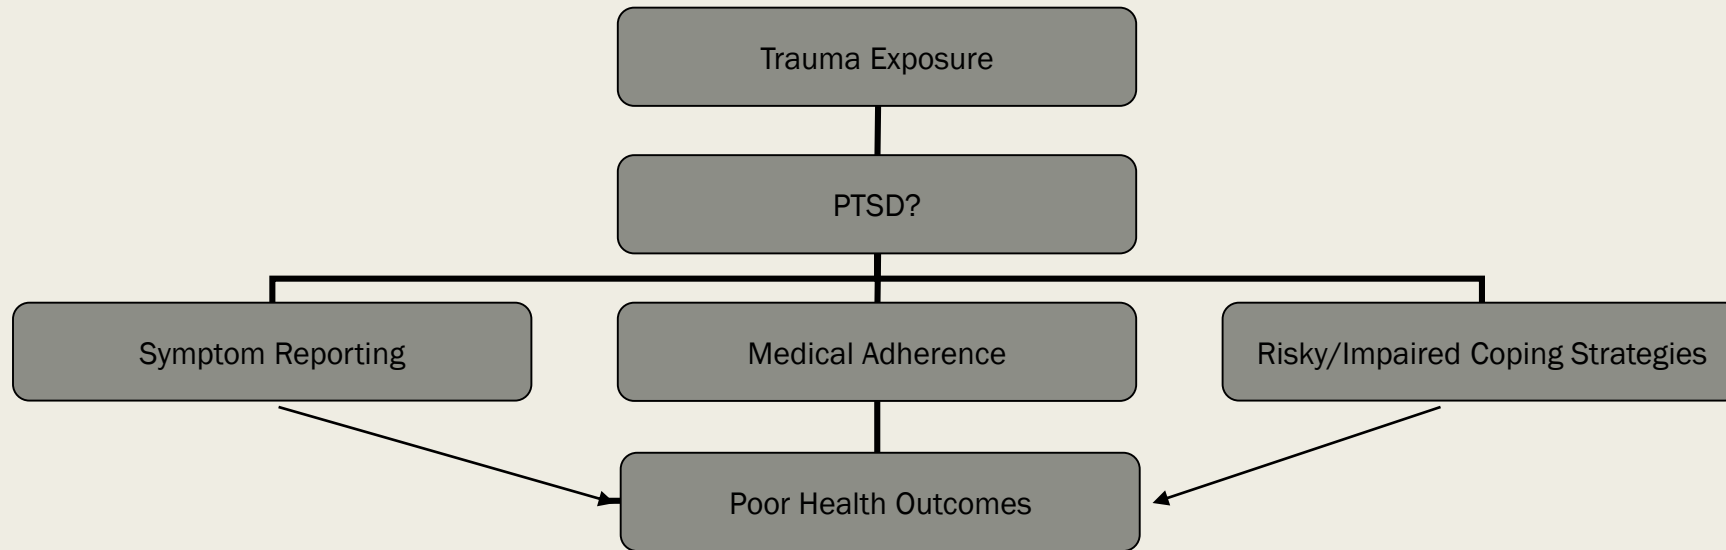 Trauma Exposure
PTSD?
Symptom Reporting
Medical Adherence
Risky/Impaired Coping Strategies
Poor Health Outcomes